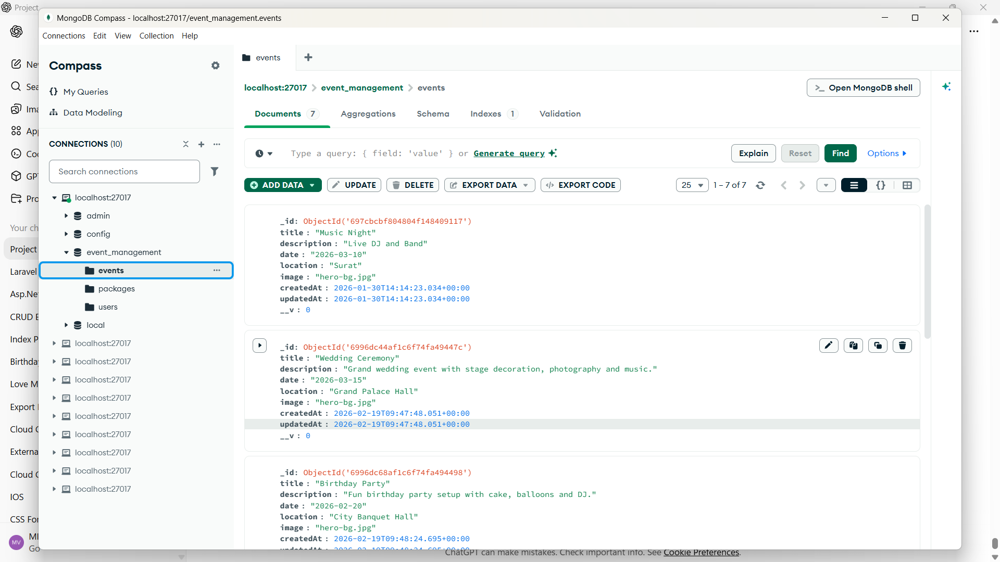 Project
MongoDB Compass - localhost:27017/event_management.events
Connections Edit View Collection Help
Compass
My Queries
Data Modeling
CONNECTIONS (10)
Search connections
localhost:27017
admin
config
event_management
events
packages
users
local
localhost:27017
localhost:27017
localhost:27017
localhost:27017
localhost:27017
localhost:27017
localhost:27017
localhost:27017
localhost:27017
events
localhost:27017 > event_management > events
>_ Open MongoDB shell
Documents 7 Aggregations Schema Indexes 1 Validation
Type a query: { field: 'value' } or Generate query
Explain Reset Find Options
ADD DATA UPDATE DELETE EXPORT DATA EXPORT CODE
25 1 – 7 of 7 {}
_id: ObjectId('697cbcbf804804f148409117')
title : "Music Night"
description : "Live DJ and Band"
date : "2026-03-10"
location : "Surat"
image : "hero-bg.jpg"
createdAt : 2026-01-30T14:14:23.034+00:00
updatedAt : 2026-01-30T14:14:23.034+00:00
__v : 0
_id: ObjectId('6996dc44af1c6f74fa49447c')
title : "Wedding Ceremony"
description : "Grand wedding event with stage decoration, photography and music."
date : "2026-03-15"
location : "Grand Palace Hall"
image : "hero-bg.jpg"
createdAt : 2026-02-19T09:47:48.051+00:00
updatedAt : 2026-02-19T09:47:48.051+00:00
__v : 0
_id: ObjectId('6996dc68af1c6f74fa494498')
title : "Birthday Party"
description : "Fun birthday party setup with cake, balloons and DJ."
date : "2026-02-20"
location : "City Banquet Hall"
image : "hero-bg.jpg"
createdAt : 2026-02-19T09:48:24.695+00:00
updatedAt : 2026-02-19T09:48:24.695+00:00
Your ch
Project
Laravel
Asp.Ne
CRUD
Index P
Birthda
Love M
Export
Cloud C
Externa
Cloud C
IOS
CSS For
MV
Go
ChatGPT can make mistakes. Check important info. See Cookie Preferences.